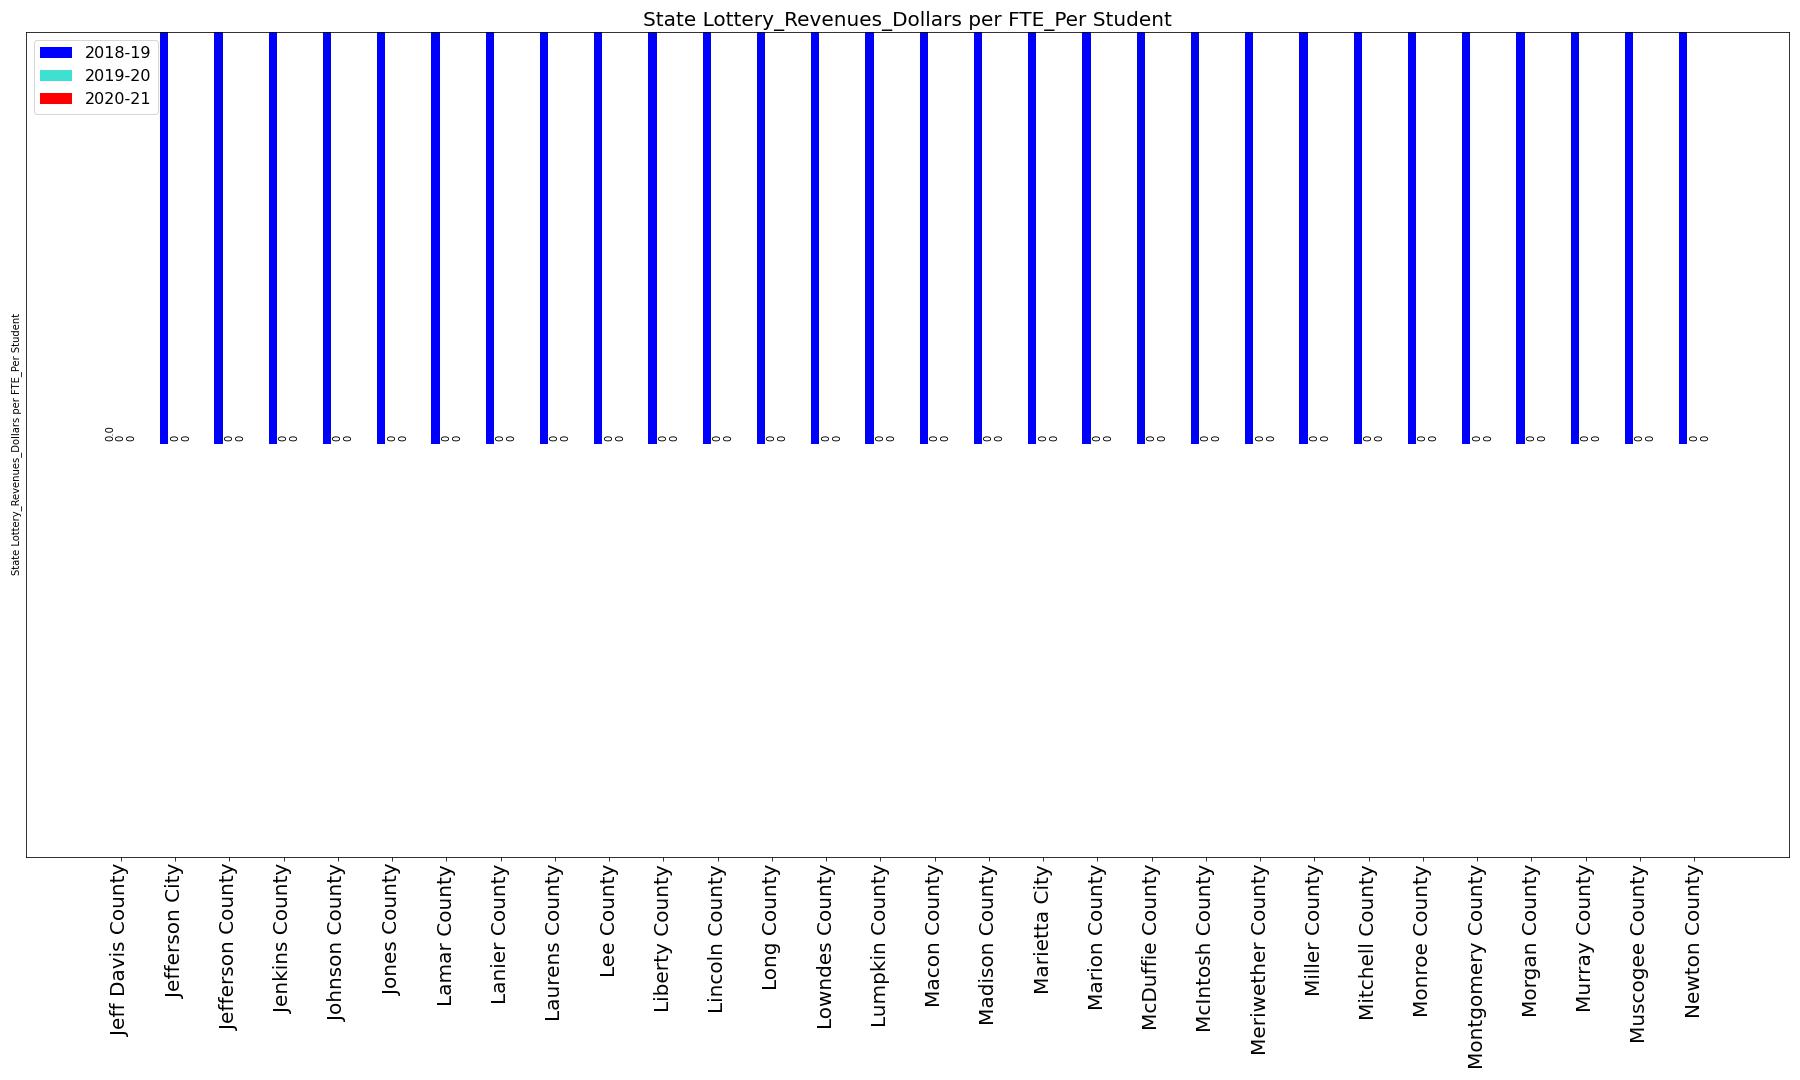 State Lottery_Revenues_Dollars per FTE_Per Student
2018-19
2019-20
2020-21
State Lottery_Revenues_Dollars per FTE_Per Student
0.0 0 0 0 0 0 0 0 0 0 0 0 0 0 0 0 0 0 0 0 0 0 0 0 0 0 0 0 0 0 0 0 0 0 0 0 0 0 0 0 0 0 0 0 0 0 0 0 0 0 0 0 0 0 0 0 0 0 0 0 0
Jeff Davis County
Jefferson City
Jefferson County
Jenkins County
Johnson County
Jones County
Lamar County
Lanier County
Laurens County
Lee County
Liberty County
Lincoln County
Long County
Lowndes County
Lumpkin County
Macon County
Madison County
Marietta City
Marion County
McDuffie County
McIntosh County
Meriwether County
Miller County
Mitchell County
Monroe County
Montgomery County
Morgan County
Murray County
Muscogee County
Newton County